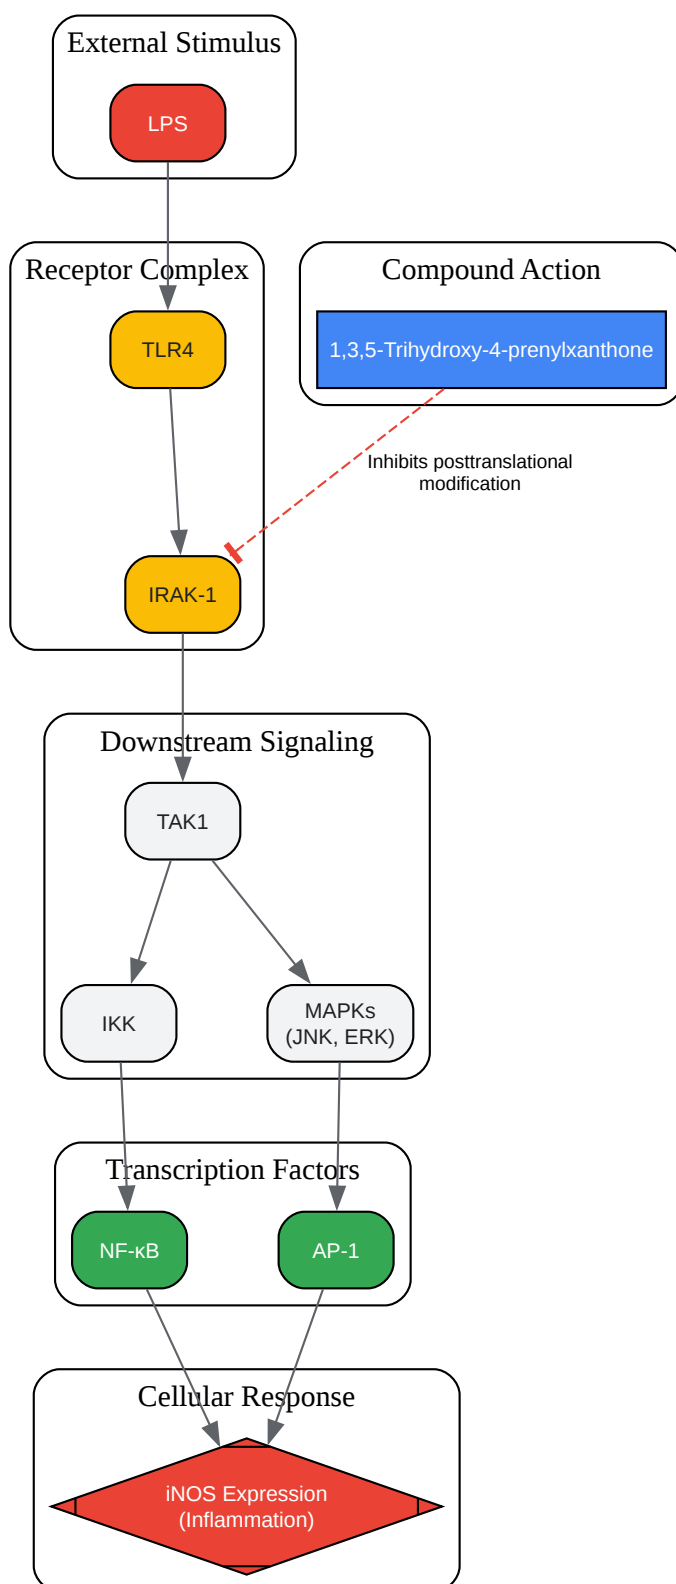 External Stimulus
LPS
Receptor Complex
Compound Action
TLR4
1,3,5-Trihydroxy-4-prenylxanthone
Inhibits posttranslational
modification
IRAK-1
Downstream Signaling
TAK1
IKK
MAPKs
(JNK, ERK)
Transcription Factors
NF-κB
AP-1
Cellular Response
iNOS Expression
(Inflammation)